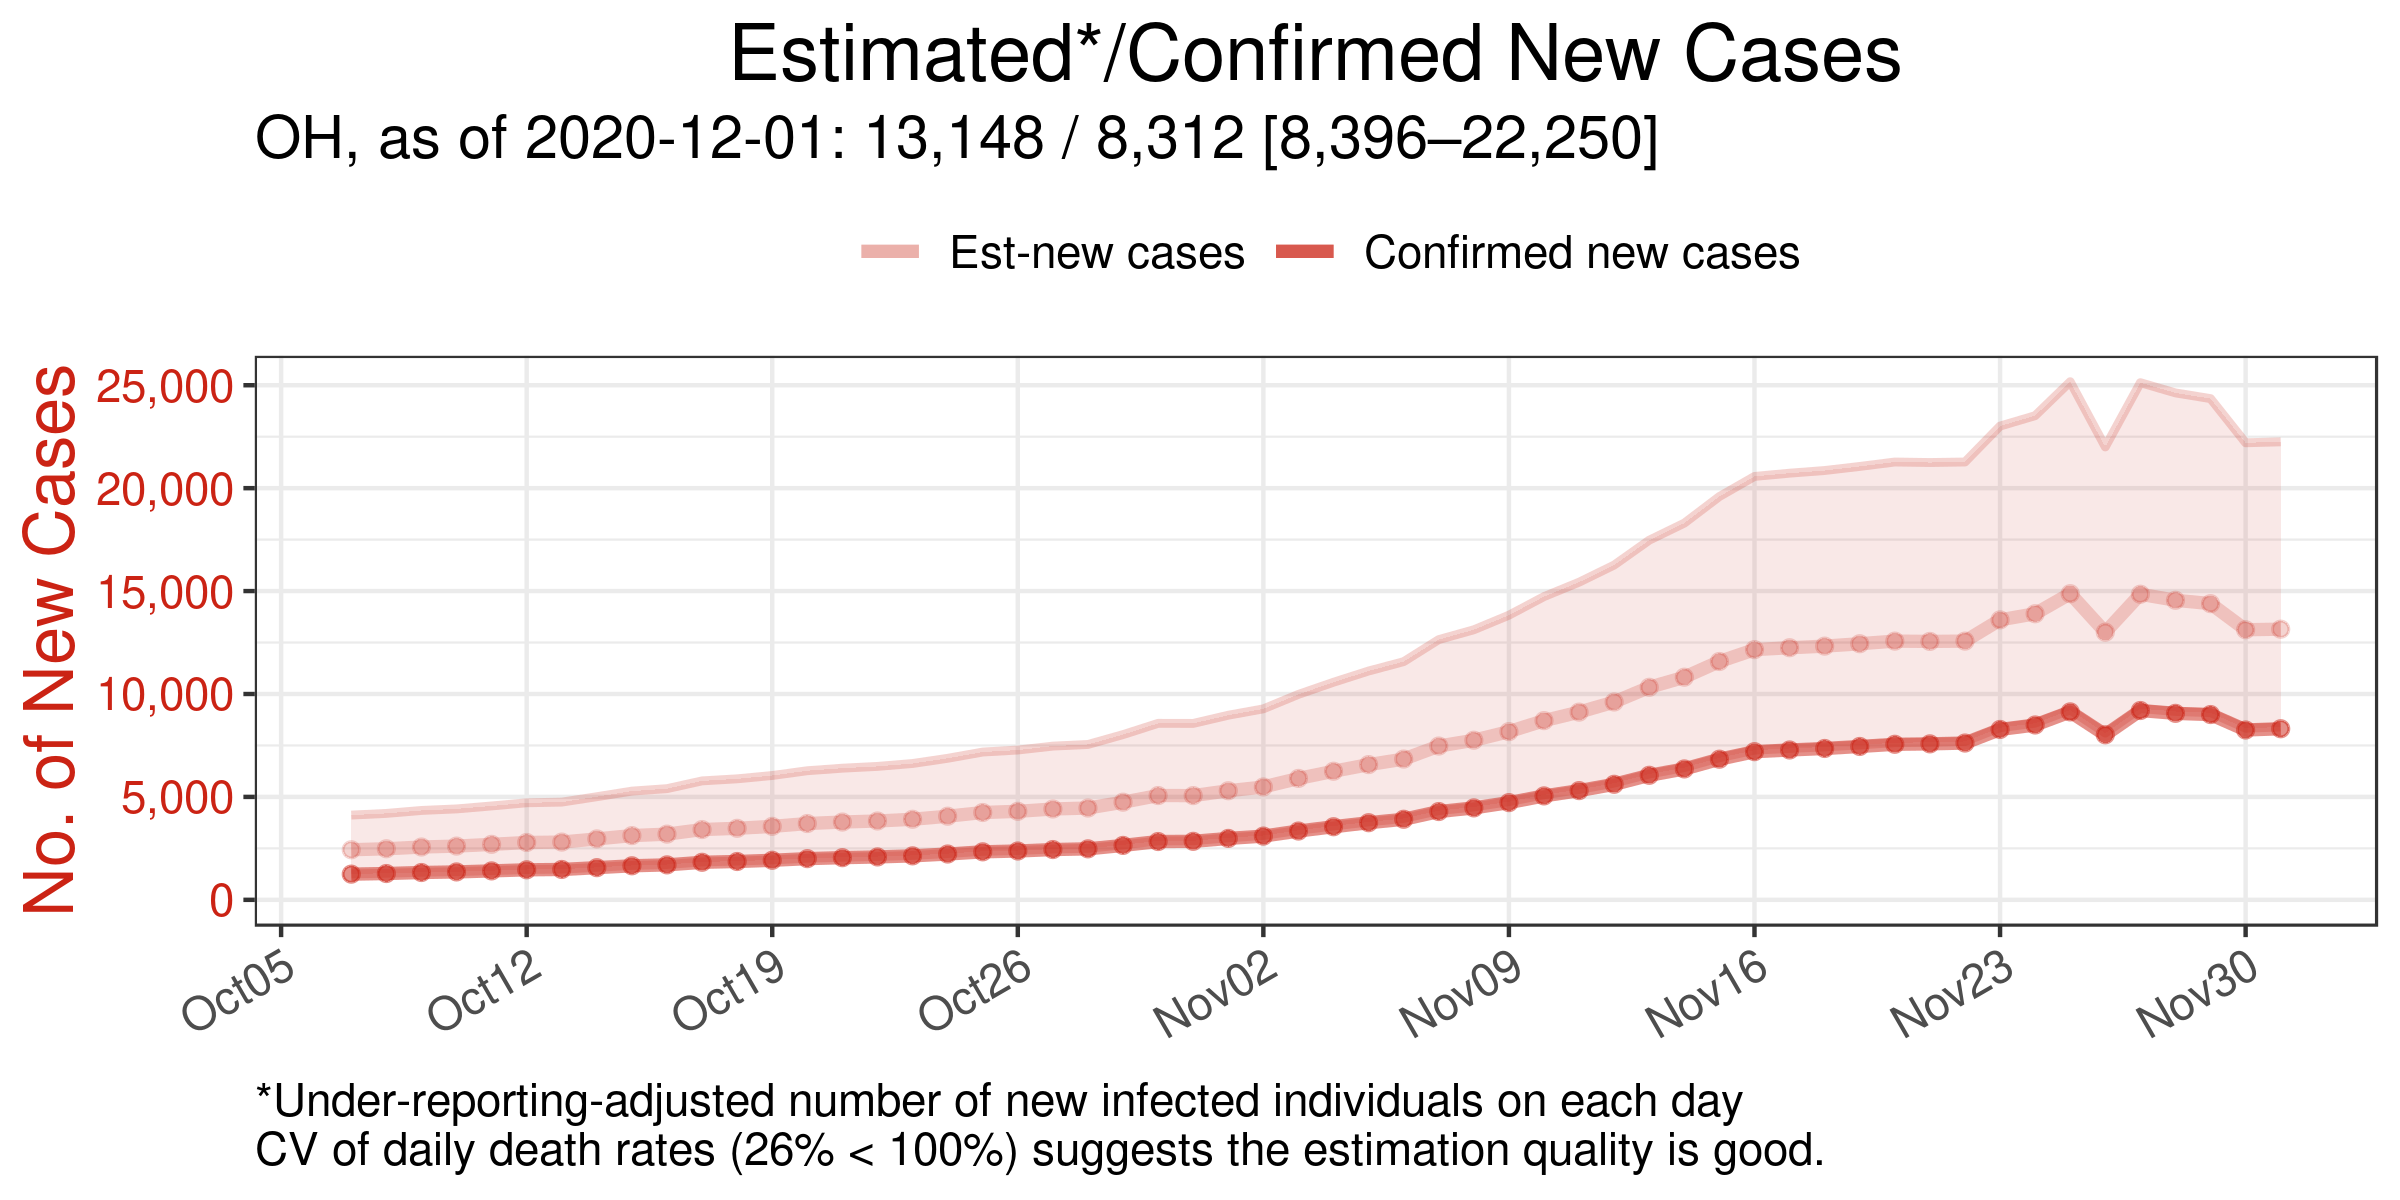 Estimated*/Confirmed New Cases
OH, as of 2020-12-01: 13,148 / 8,312 [8,396–22,250]
Est-new cases Confirmed new cases
No. of New Cases
25,000
20,000
15,000
10,000
5,000
0
Oct05 Oct12 Oct19 Oct26 Nov02 Nov09 Nov16 Nov23 Nov30
*Under-reporting-adjusted number of new infected individuals on each day
CV of daily death rates (26% < 100%) suggests the estimation quality is good.